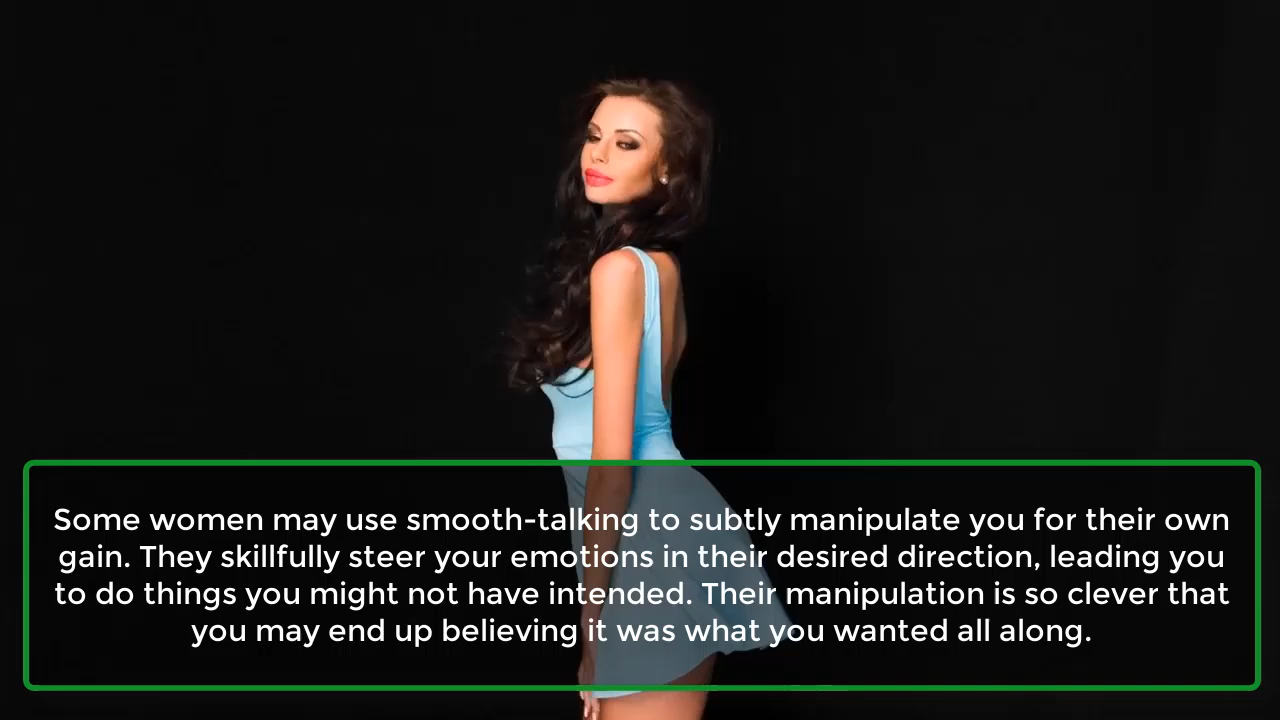 Some women may use smooth-talking to subtly manipulate you for their own
gain. They skillfully steer your emotions in their desired direction, leading you
to do things you might not have intended. Their manipulation is so clever that
you may end up believing it was what you wanted all along.